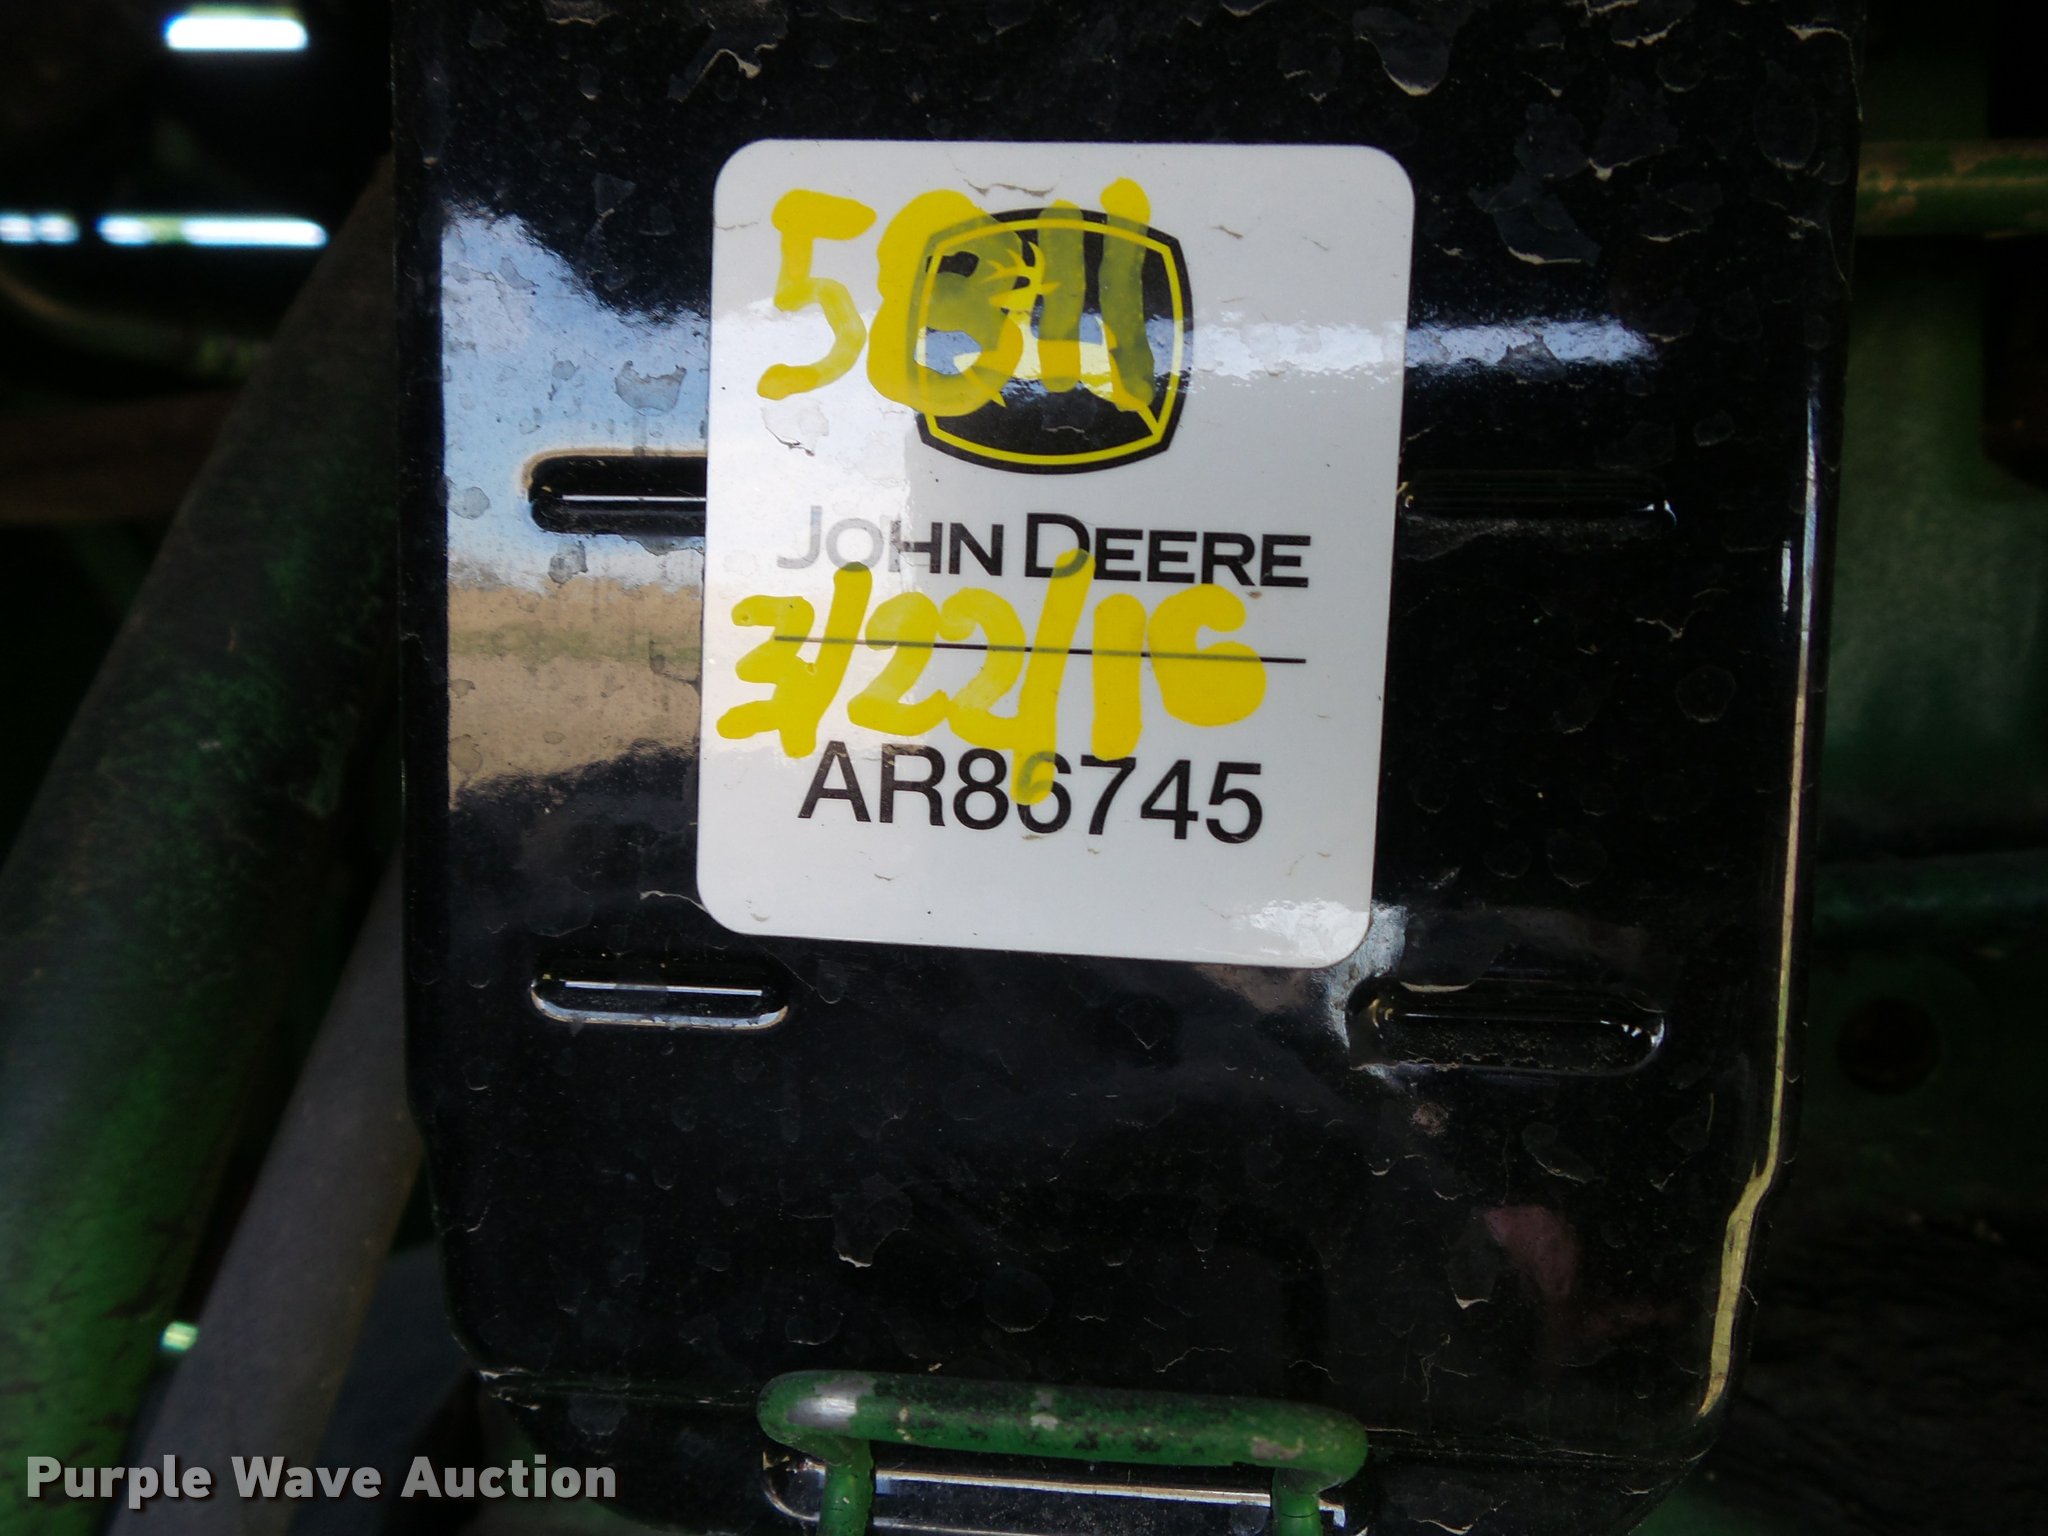 5811
JOHN DEERE
3/22/16
AR86745
Purple Wave Auction